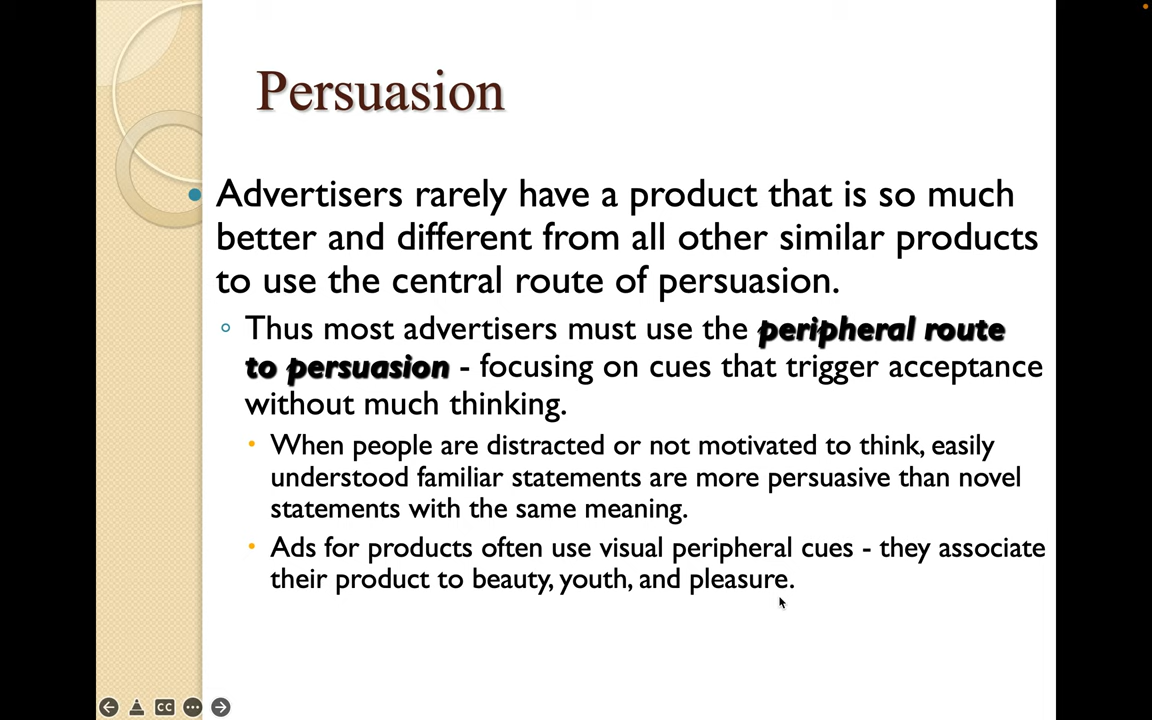 Persuasion
• Advertisers rarely have a product that is so much
better and different from all other similar products
to use the central route of persuasion.
◦ Thus most advertisers must use the peripheral route
to persuasion - focusing on cues that trigger acceptance
without much thinking.
• When people are distracted or not motivated to think, easily
understood familiar statements are more persuasive than novel
statements with the same meaning.
• Ads for products often use visual peripheral cues - they associate
their product to beauty, youth, and pleasure.
CC